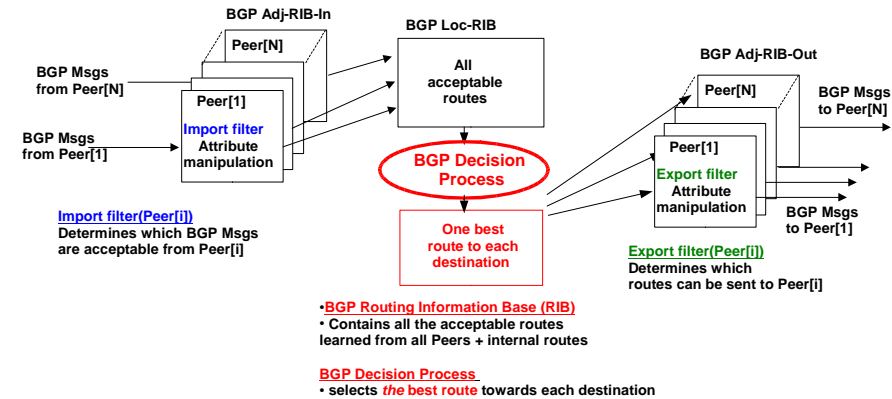 BGP Adj-RIB-In
Peer[N]
BGP Msgs
from Peer[N]
Peer[1]
Import filter
Attribute
manipulation
BGP Msgs
from Peer[1]
Import filter(Peer[i])
Determines which BGP Msgs
are acceptable from Peer[i]
BGP Loc-RIB
All
acceptable
routes
BGP Decision
Process
One best
route to each
destination
BGP Adj-RIB-Out
Peer[N]
BGP Msgs
to Peer[N]
Peer[1]
Export filter
Attribute
manipulation
BGP Msgs
to Peer[1]
Export filter(Peer[i])
Determines which
routes can be sent to Peer[i]
•BGP Routing Information Base (RIB)
• Contains all the acceptable routes
learned from all Peers + internal routes
BGP Decision Process
• selects the best route towards each destination